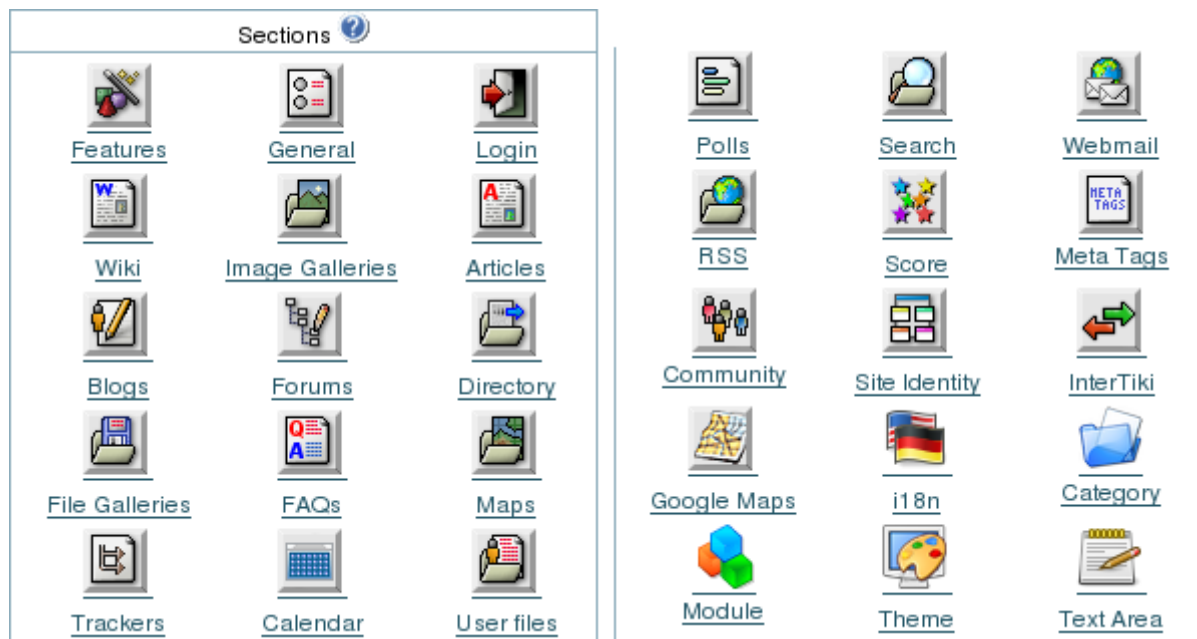 Sections ?
Features General Login
W A
Wiki Image Galleries Articles
Blogs Forums Directory
Q
A
File Galleries FAQs Maps
Trackers Calendar User files
Polls Search Webmail
META
TAGS
RSS Score Meta Tags
Community Site Identity InterTiki
Google Maps i18n Category
Module Theme Text Area